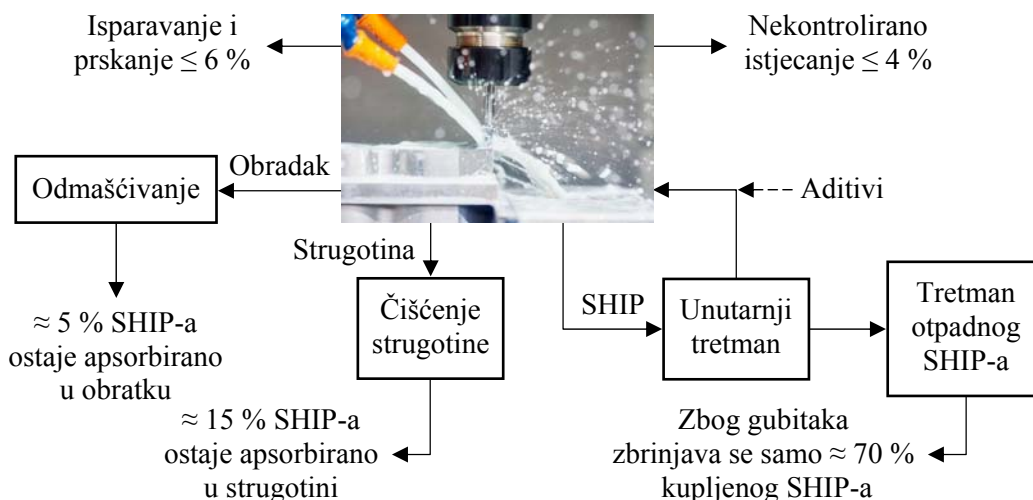 Isparavanje i
prskanje ≤ 6 %
Nekontrolirano
istjecanje ≤ 4 %
Odmašćivanje
Obradak
Aditivi
Strugotina
Čišćenje
strugotine
SHIP
Unutarnji
tretman
Tretman
otpadnog
SHIP-a
≈ 5 % SHIP-a
ostaje apsorbirano
u obratku
≈ 15 % SHIP-a
ostaje apsorbirano
u strugotini
Zbog gubitaka
zbrinjava se samo ≈ 70 %
kupljenog SHIP-a